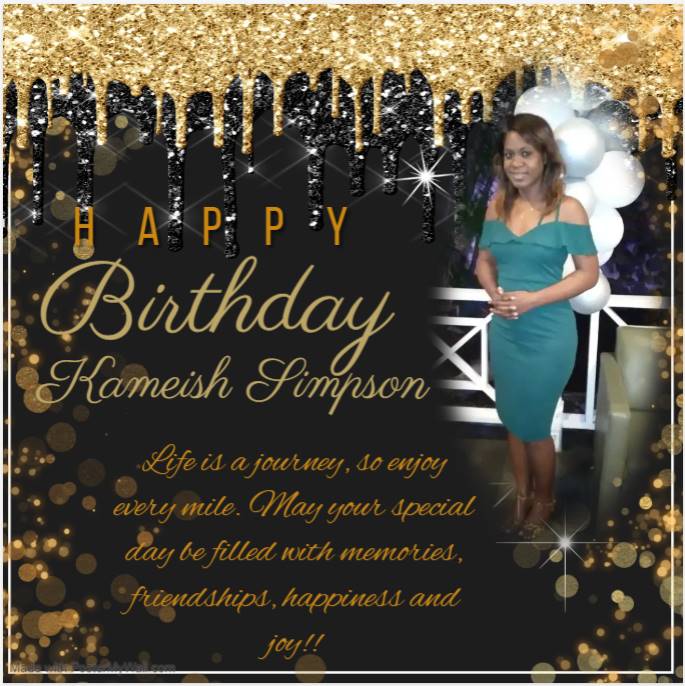 HAPPY
Birthday
Kameish Simpson
Life is a journey, so enjoy
every mile. May your special
day be filled with memories,
friendships, happiness and
joy!!
Made with PosterMyWall.com